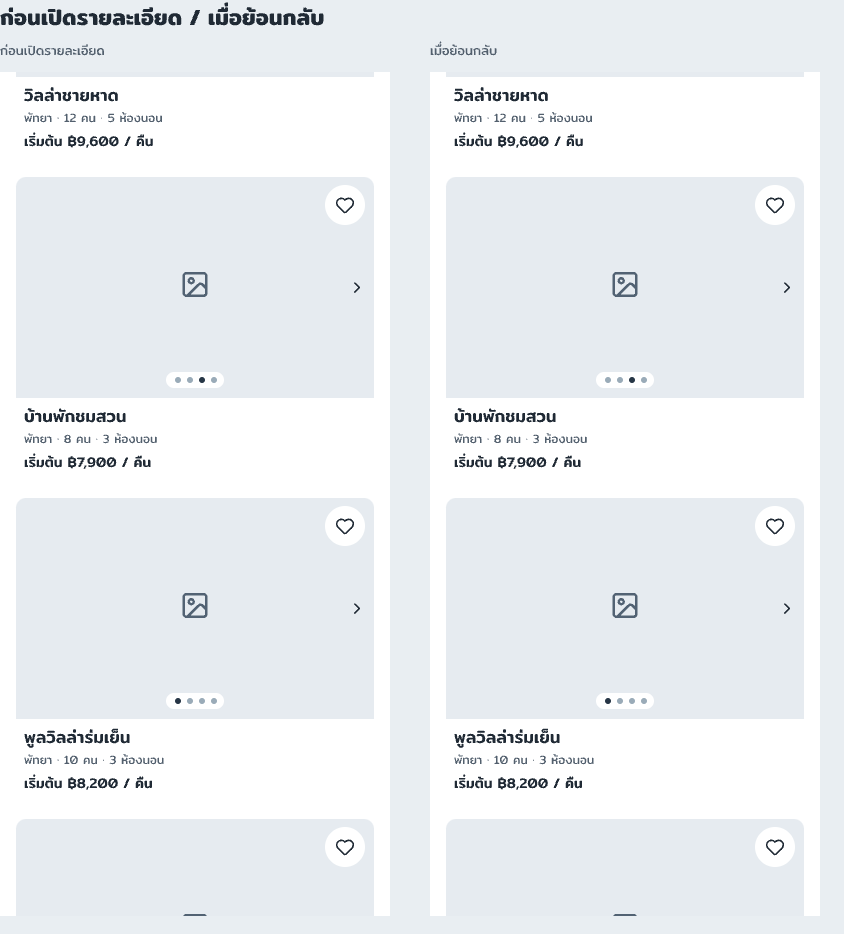 ก่อนเปิดรายละเอียด / เมื่อย้อนกลับ
ก่อนเปิดรายละเอียด
วิลล่าชายหาด
พัทยา · 12 คน · 5 ห้องนอน
เริ่มต้น ฿9,600 / คืน
บ้านพักชมสวน
พัทยา · 8 คน · 3 ห้องนอน
เริ่มต้น ฿7,900 / คืน
พูลวิลล่าร่มเย็น
พัทยา · 10 คน · 3 ห้องนอน
เริ่มต้น ฿8,200 / คืน
เมื่อย้อนกลับ
วิลล่าชายหาด
พัทยา · 12 คน · 5 ห้องนอน
เริ่มต้น ฿9,600 / คืน
บ้านพักชมสวน
พัทยา · 8 คน · 3 ห้องนอน
เริ่มต้น ฿7,900 / คืน
พูลวิลล่าร่มเย็น
พัทยา · 10 คน · 3 ห้องนอน
เริ่มต้น ฿8,200 / คืน